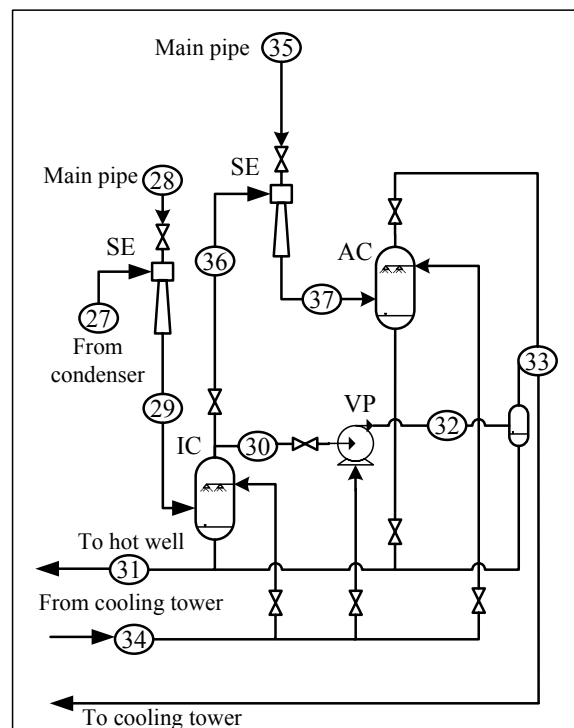 Main pipe 35
SE
Main pipe 28
SE
36
AC
27
37
From
condenser
33
29
VP
32
IC
30
To hot well
31
From cooling tower
34
To cooling tower